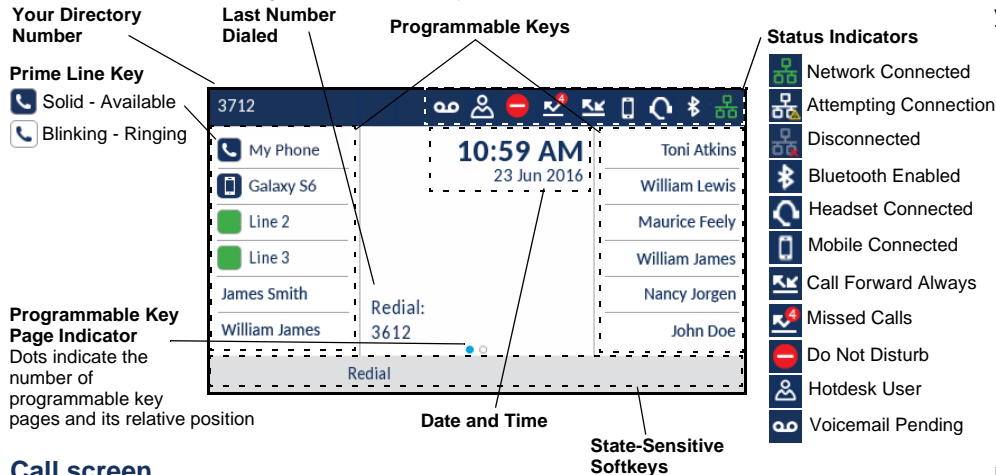 Your Directory
Number
Last Number
Dialed
Programmable Keys
Status Indicators
Prime Line Key
Solid - Available
Blinking - Ringing
3712
4
My Phone
Galaxy S6
Line 2
Line 3
James Smith
William James
10:59 AM
23 Jun 2016
Redial:
3612
Toni Atkins
William Lewis
Maurice Feely
William James
Nancy Jorgen
John Doe
Redial
Network Connected
Attempting Connection
Disconnected
Bluetooth Enabled
Headset Connected
Mobile Connected
Call Forward Always
4
Missed Calls
Do Not Disturb
Hotdesk User
Voicemail Pending
Programmable Key
Page Indicator
Dots indicate the
number of
programmable key
pages and its relative position
Date and Time
State-Sensitive
Softkeys
Call screen